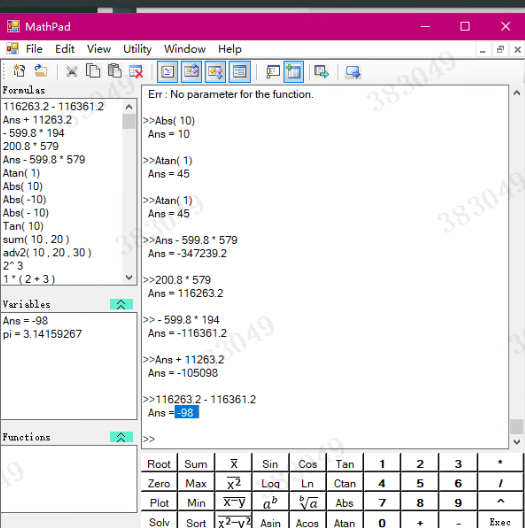 MathPad
File Edit View Utility Window Help
Formulas
116263.2 - 116361.2
Ans + 11263.2
- 599.8 * 194
200.8 * 579
Ans - 599.8 * 579
Atan( 1)
Abs( 10)
Abs( -10)
Abs( - 10)
Tan( 10)
sum( 10 , 20 )
adv2( 10 , 20 , 30 )
2^ 3
1 * ( 2 + 3 )
Variables
Ans = -98
pi = 3.14159267
Functions
Err : No parameter for the function.
>>Abs( 10)
Ans = 10
>>Atan( 1)
Ans = 45
>>Atan( 1)
Ans = 45
>>Ans - 599.8 * 579
Ans = -347239.2
>>200.8 * 579
Ans = 116263.2
>> - 599.8 * 194
Ans = -116361.2
>>Ans + 11263.2
Ans = -105098
>>116263.2 - 116361.2
Ans = -98
>>
Root Sum x̅ Sin Cos Tan 1 2 3 *
Zero Max x̅²̅ Log Ln Ctan 4 5 6 /
Plot Min x̅-̅y̅ aᵇ ᵇ√a Abs 7 8 9 ^
Solv Sort x̅²̅-̅y̅²̅ Asin Acos Atan 0 + - Exec
383049
383049
383049
383049
383049
383049